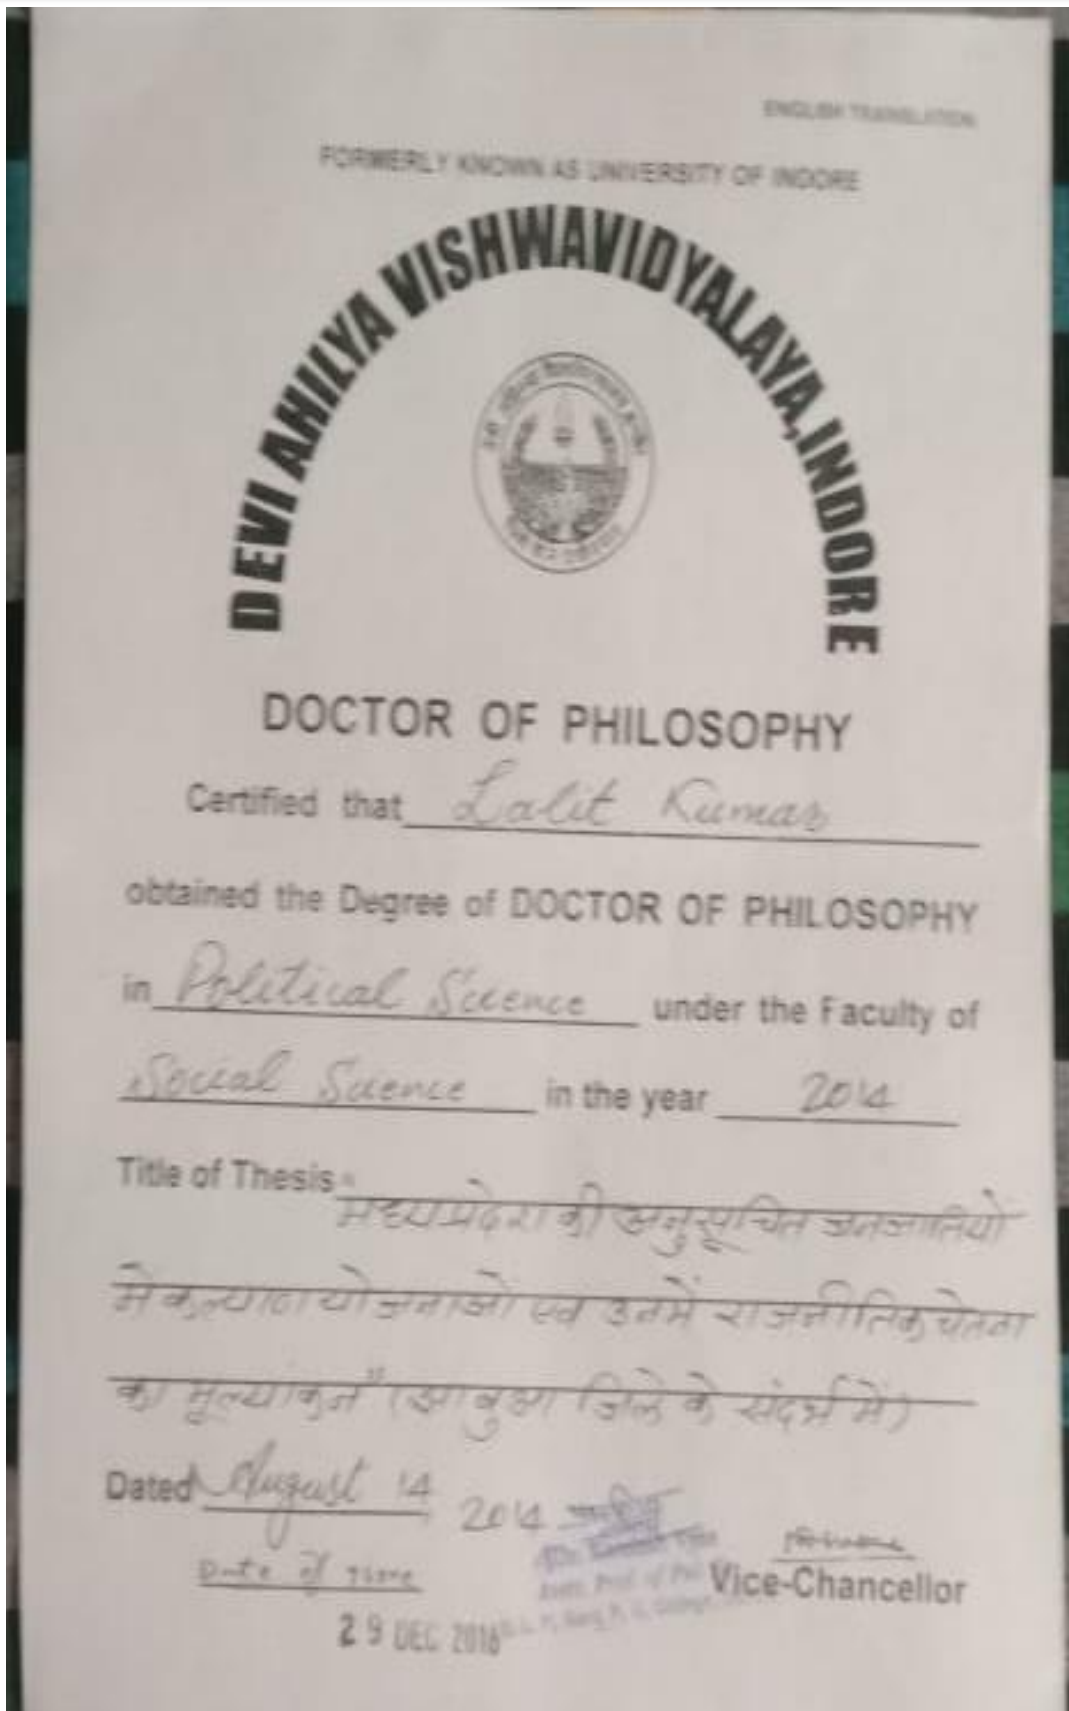 ENGLISH TRANSLATION
FORMERLY KNOWN AS UNIVERSITY OF INDORE
DEVI AHILYA VISHWAVIDYALAYA, INDORE
DOCTOR OF PHILOSOPHY
Certified that Lalit Kumar
obtained the Degree of DOCTOR OF PHILOSOPHY
in Political Science under the Faculty of
Social Science in the year 2014
Title of Thesis "मध्यप्रदेश की अनुसूचित जनजातियों
में कल्याण योजनाओं एवं उनमें राजनीतिक चेतना
का मूल्यांकन" (झाबुआ जिले के संदर्भ में)
Dated August 14 2014
Date of
Vice-Chancellor
29 DEC 2016